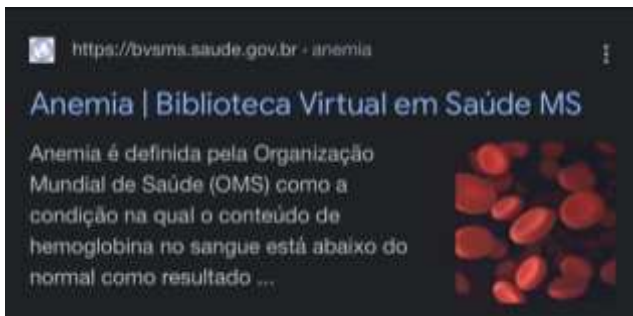 https://bvsms.saude.gov.br › anemia
Anemia | Biblioteca Virtual em Saúde MS
Anemia é definida pela Organização
Mundial de Saúde (OMS) como a
condição na qual o conteúdo de
hemoglobina no sangue está abaixo do
normal como resultado ...